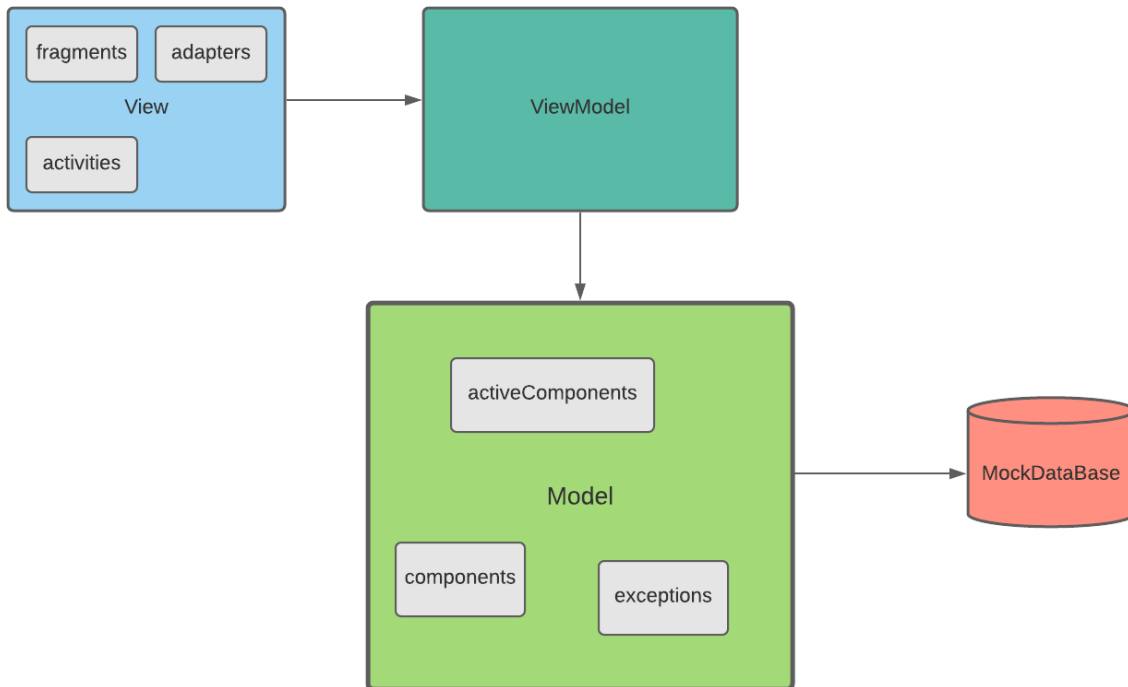 fragments
adapters
View
activities
ViewModel
activeComponents
Model
components
exceptions
MockDataBase